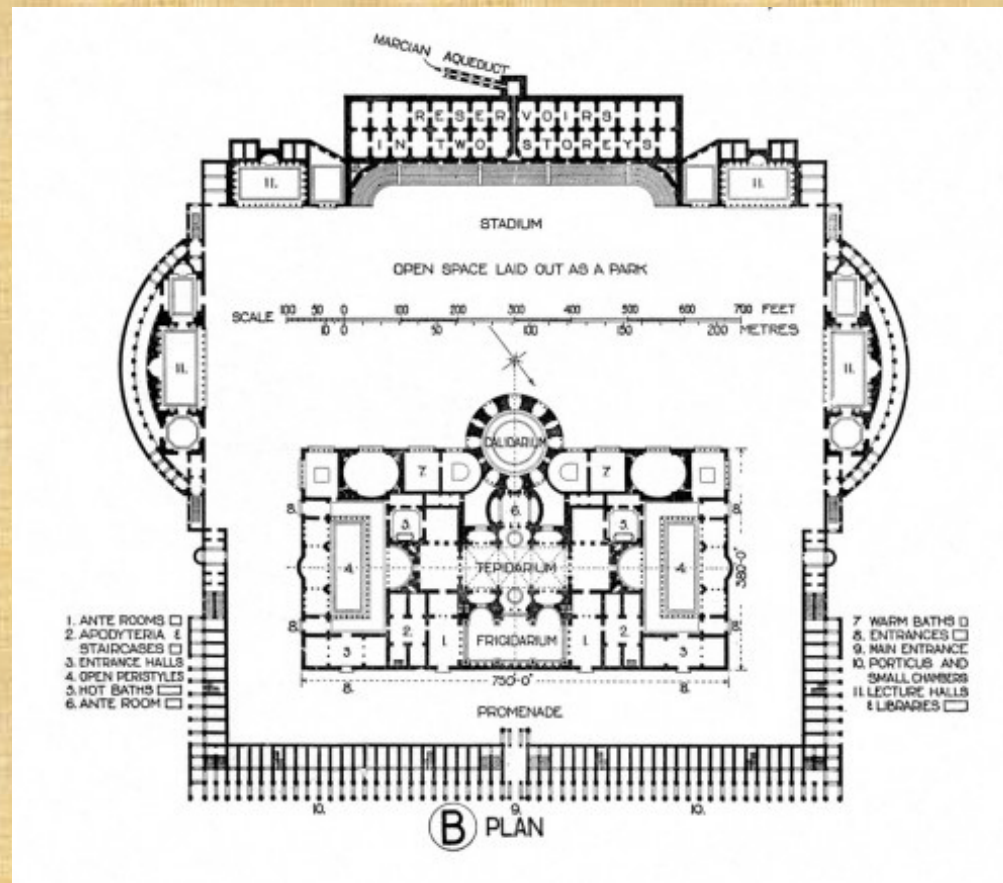 MARCIAN AQUEDUCT
RESERVOIRS
IN TWO STOREYS
11.
11.
STADIUM
OPEN SPACE LAID OUT AS A PARK
SCALE 100 50 0 100 200 300 400 500 600 700 FEET
10 0 50 100 150 200 METRES
11.
11.
CALIDARIUM
7.
7.
8.
6.
8.
5.
5.
4.
TEPIDARIUM
4.
380'-0"
8.
8.
2.
2.
3
1.
FRIGIDARIUM
1.
3
750'-0"
8.
8.
1. ANTE ROOMS
2. APODYTERIA &
STAIRCASES
3. ENTRANCE HALLS
4. OPEN PERISTYLES
5. HOT BATHS
6. ANTE ROOM
7 WARM BATHS
8. ENTRANCES
9. MAIN ENTRANCE
10. PORTICUS AND
SMALL CHAMBERS
11. LECTURE HALLS
& LIBRARIES
PROMENADE
10.
9.
10.
B PLAN